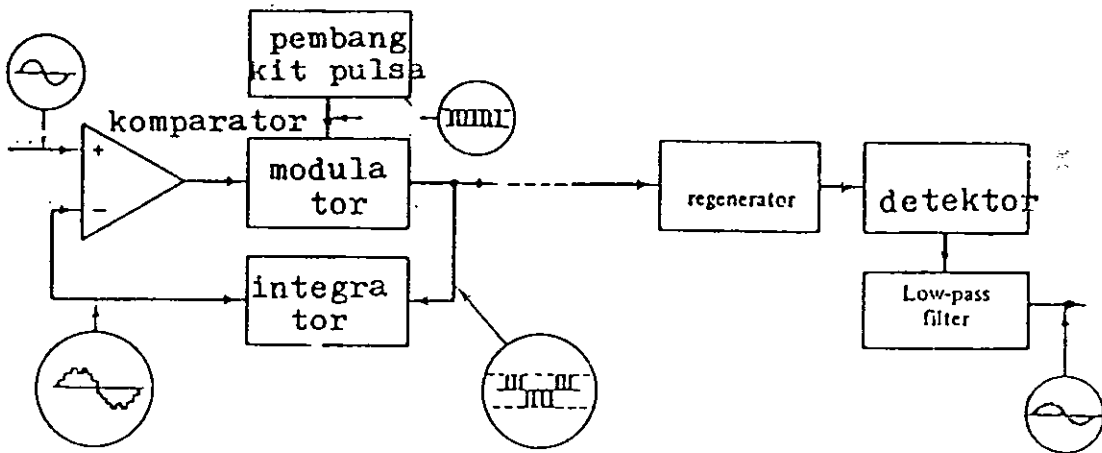 pembang
kit pulsa
komparator
+
modula
tor
−
integra
tor
regenerator
detektor
Low-pass
filter